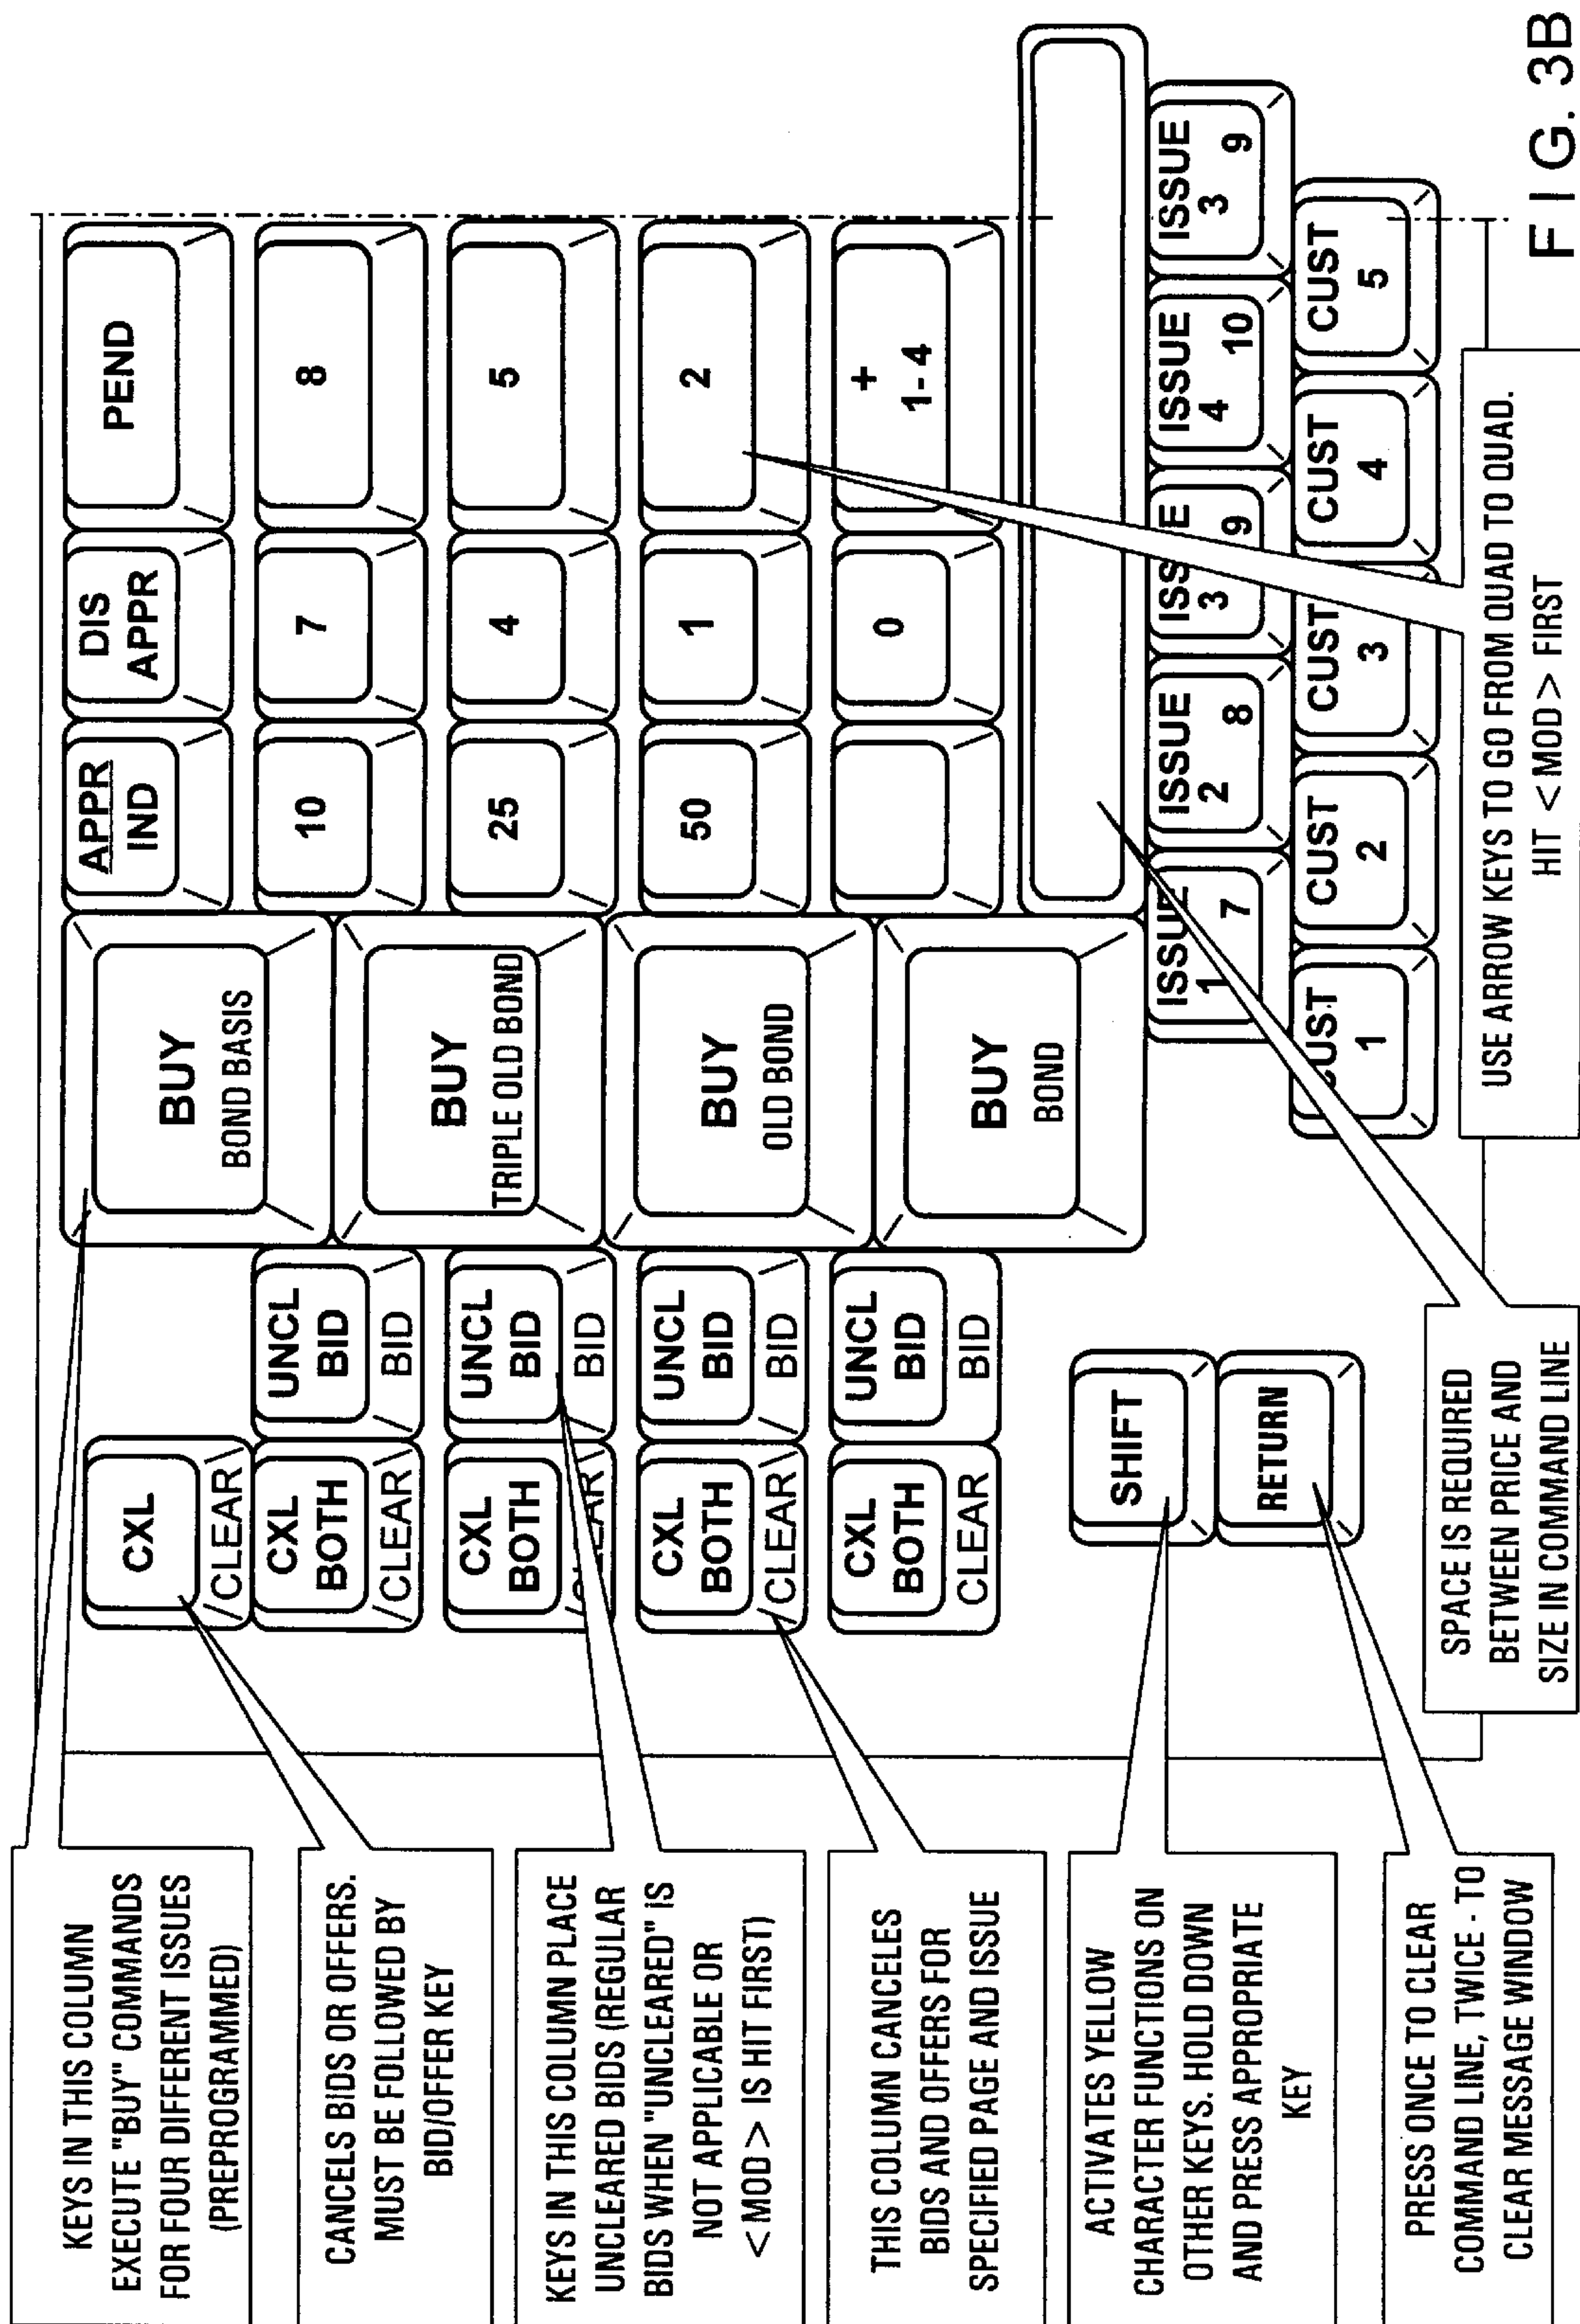 KEYS IN THIS COLUMN
EXECUTE "BUY" COMMANDS
FOR FOUR DIFFERENT ISSUES
(PREPROGRAMMED)
CANCELS BIDS OR OFFERS.
MUST BE FOLLOWED BY
BID/OFFER KEY
KEYS IN THIS COLUMN PLACE
UNCLEARED BIDS (REGULAR
BIDS WHEN "UNCLEARED" IS
NOT APPLICABLE OR
< MOD > IS HIT FIRST)
THIS COLUMN CANCELES
BIDS AND OFFERS FOR
SPECIFIED PAGE AND ISSUE
ACTIVATES YELLOW
CHARACTER FUNCTIONS ON
OTHER KEYS. HOLD DOWN
AND PRESS APPROPRIATE
KEY
PRESS ONCE TO CLEAR
COMMAND LINE, TWICE - TO
CLEAR MESSAGE WINDOW
CXL
CLEAR
CXL
BOTH
CLEAR
UNCL
BID
BID
CXL
BOTH
CLEAR
UNCL
BID
BID
CXL
BOTH
CLEAR
UNCL
BID
BID
CXL
BOTH
CLEAR
UNCL
BID
BID
SHIFT
RETURN
BUY
BOND BASIS
BUY
TRIPLE OLD BOND
BUY
OLD BOND
BUY
BOND
APPR
IND
DIS
APPR
PEND
10
7
8
25
4
5
50
1
2
0
+
1-4
ISSUE
1 7
ISSUE
2 8
ISSUE
3 9
ISSUE
4 10
ISSUE
3 9
CUST
1
CUST
2
CUST
3
CUST
4
CUST
5
SPACE IS REQUIRED
BETWEEN PRICE AND
SIZE IN COMMAND LINE
USE ARROW KEYS TO GO FROM QUAD TO QUAD.
HIT < MOD > FIRST
FIG. 3B